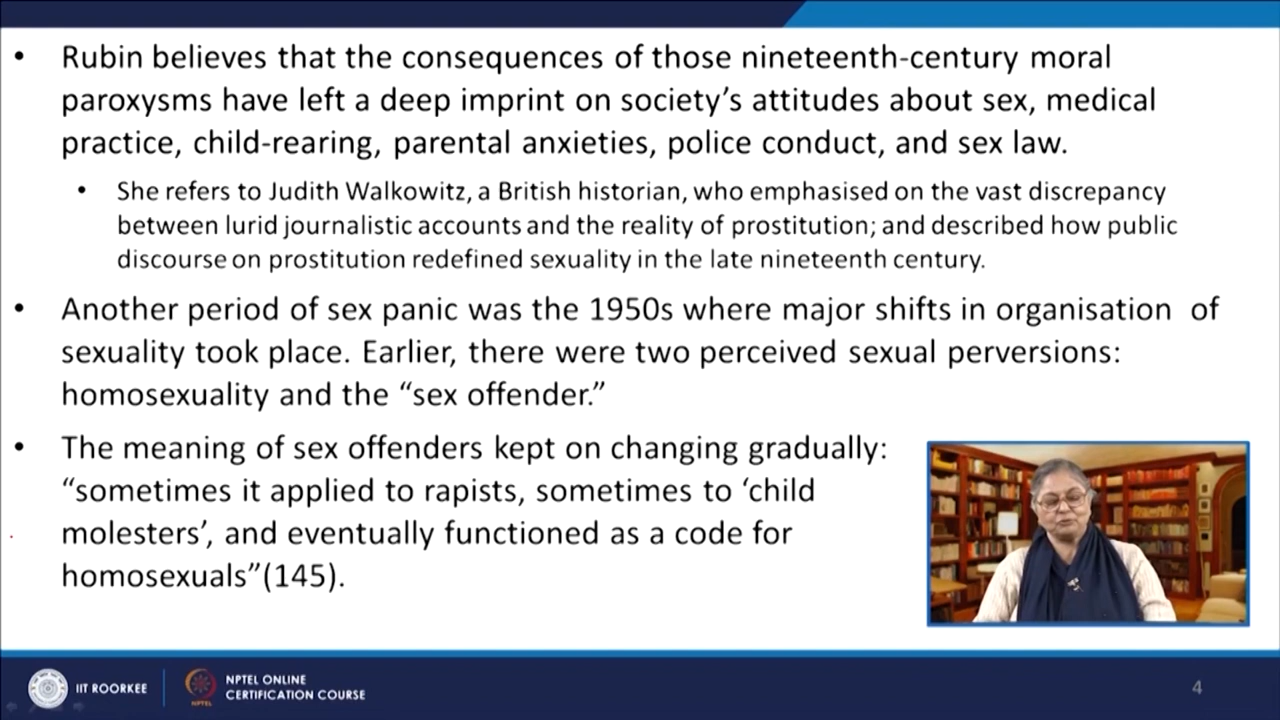 • Rubin believes that the consequences of those nineteenth-century moral
paroxysms have left a deep imprint on society’s attitudes about sex, medical
practice, child-rearing, parental anxieties, police conduct, and sex law.
• She refers to Judith Walkowitz, a British historian, who emphasised on the vast discrepancy
between lurid journalistic accounts and the reality of prostitution; and described how public
discourse on prostitution redefined sexuality in the late nineteenth century.
• Another period of sex panic was the 1950s where major shifts in organisation of
sexuality took place. Earlier, there were two perceived sexual perversions:
homosexuality and the “sex offender.”
• The meaning of sex offenders kept on changing gradually:
“sometimes it applied to rapists, sometimes to ‘child
molesters’, and eventually functioned as a code for
homosexuals”(145).
IIT ROORKEE
NPTEL
NPTEL ONLINE
CERTIFICATION COURSE
4